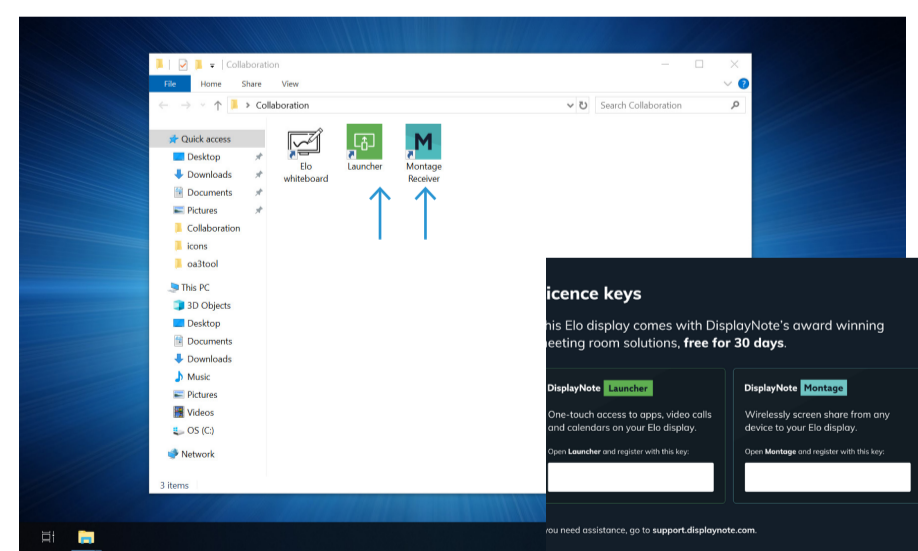 Collaboration
File Home Share View
Collaboration
Search Collaboration
Quick access
Desktop
Downloads
Documents
Pictures
Collaboration
icons
oa3tool
This PC
3D Objects
Desktop
Documents
Downloads
Music
Pictures
Videos
OS (C:)
Network
Elo
whiteboard
Launcher
M
Montage
Receiver
3 items
icence keys
his Elo display comes with DisplayNote's award winning
eeting room solutions, free for 30 days.
DisplayNote Launcher
One-touch access to apps, video calls
and calendars on your Elo display.
Open Launcher and register with this key:
DisplayNote Montage
Wirelessly screen share from any
device to your Elo display.
Open Montage and register with this key:
you need assistance, go to support.displaynote.com.